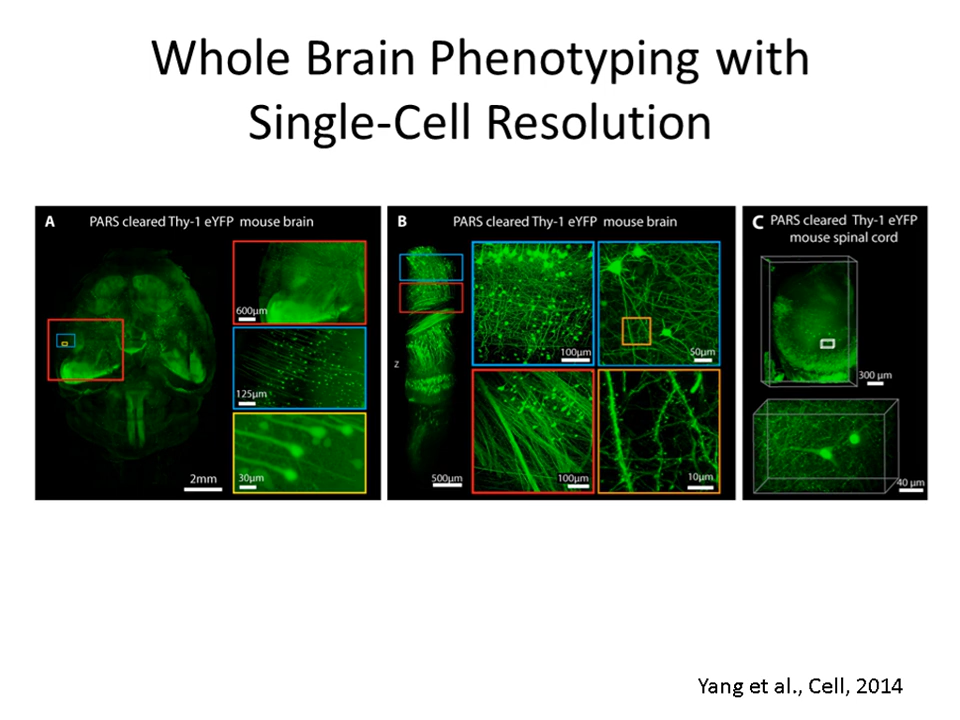 Whole Brain Phenotyping with
Single-Cell Resolution
A
PARS cleared Thy-1 eYFP mouse brain
600µm
125µm
30µm
2mm
B
PARS cleared Thy-1 eYFP mouse brain
Z
500µm
100µm
50µm
100µm
10µm
C
PARS cleared Thy-1 eYFP
mouse spinal cord
300 µm
40 µm
Yang et al., Cell, 2014